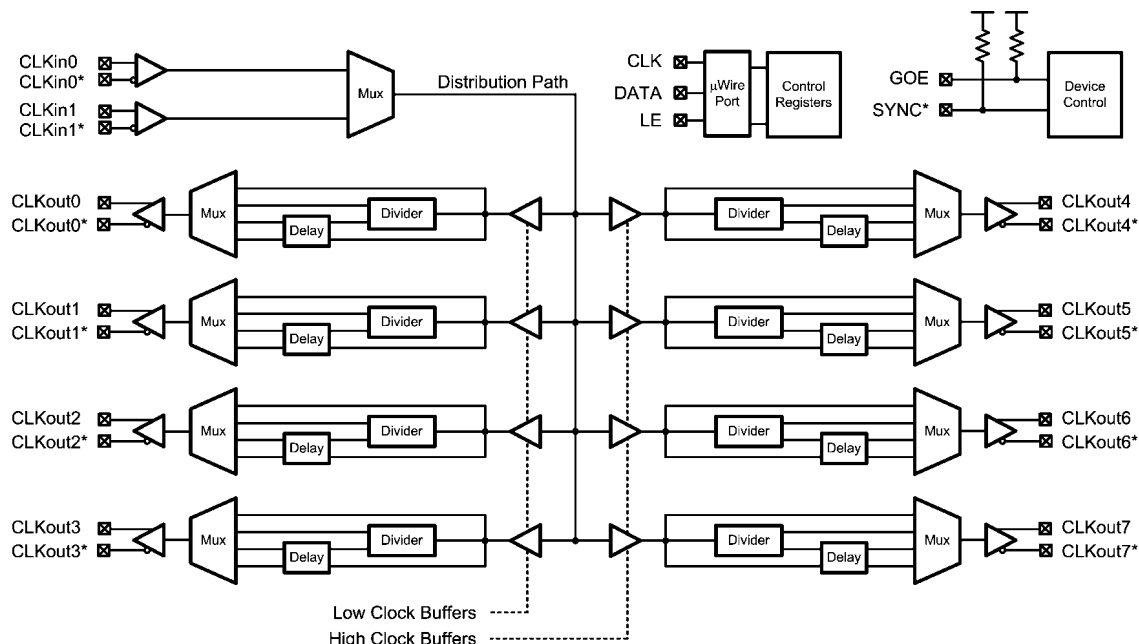 CLKin0
CLKin0*
CLKin1
CLKin1*
Mux
Distribution Path
CLK
DATA
LE
µWire Port
Control Registers
GOE
SYNC*
Device Control
CLKout0
CLKout0*
Mux
Delay
Divider
Divider
Delay
Mux
CLKout4
CLKout4*
CLKout1
CLKout1*
Mux
Delay
Divider
Divider
Delay
Mux
CLKout5
CLKout5*
CLKout2
CLKout2*
Mux
Delay
Divider
Divider
Delay
Mux
CLKout6
CLKout6*
CLKout3
CLKout3*
Mux
Delay
Divider
Divider
Delay
Mux
CLKout7
CLKout7*
Low Clock Buffers
High Clock Buffers